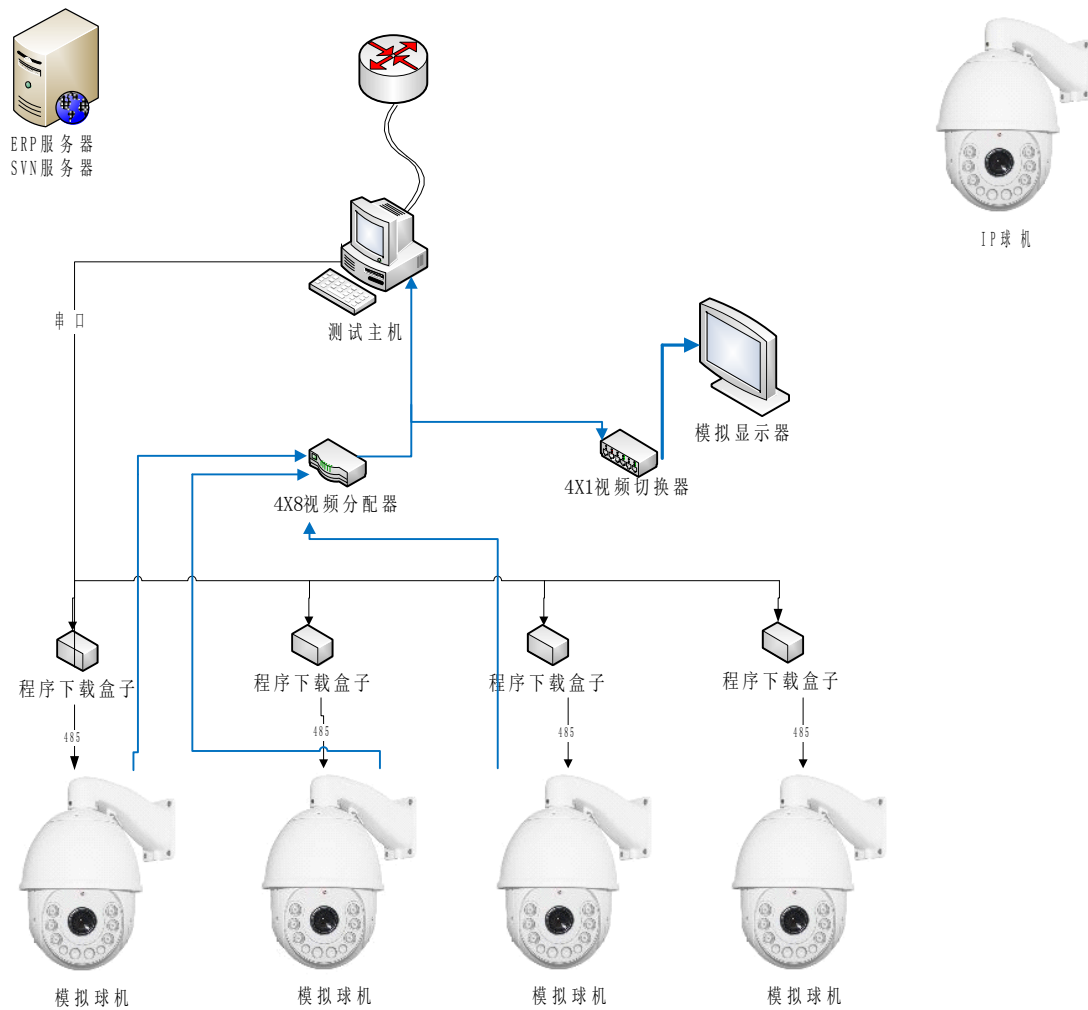 ERP服务器
SVN服务器
IP球机
串口
测试主机
模拟显示器
4X8视频分配器
4X1视频切换器
程序下载盒子
程序下载盒子
程序下载盒子
程序下载盒子
485
485
485
485
模拟球机
模拟球机
模拟球机
模拟球机